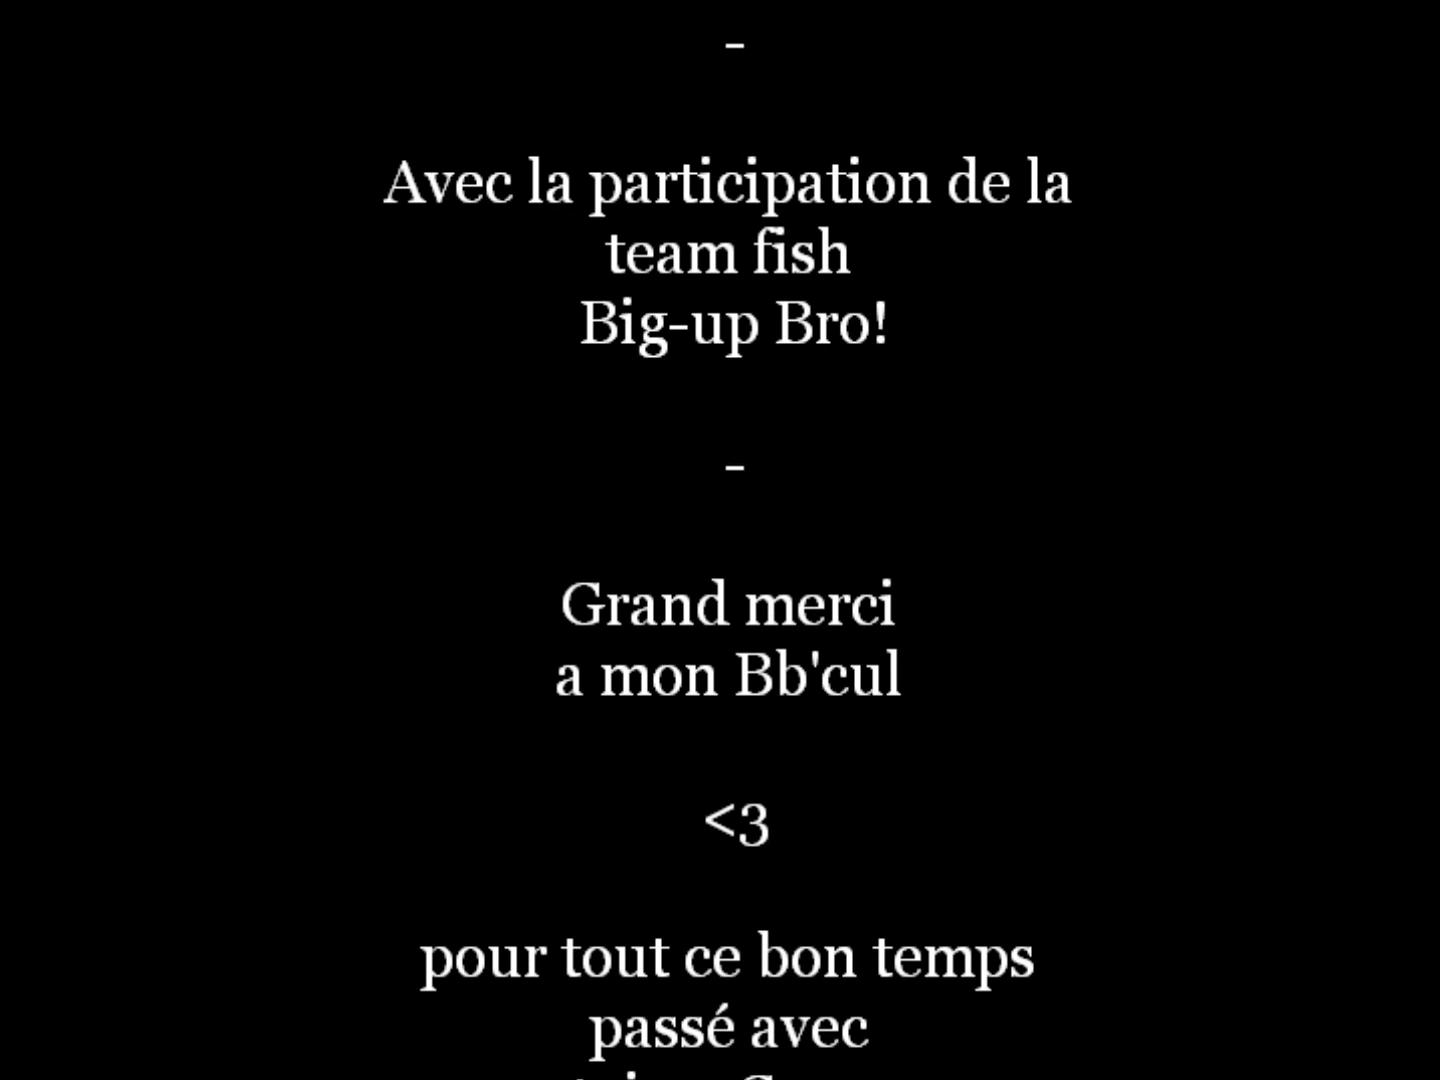 -
Avec la participation de la
team fish
Big-up Bro!
-
Grand merci
a mon Bb'cul
<3
pour tout ce bon temps
passé avec